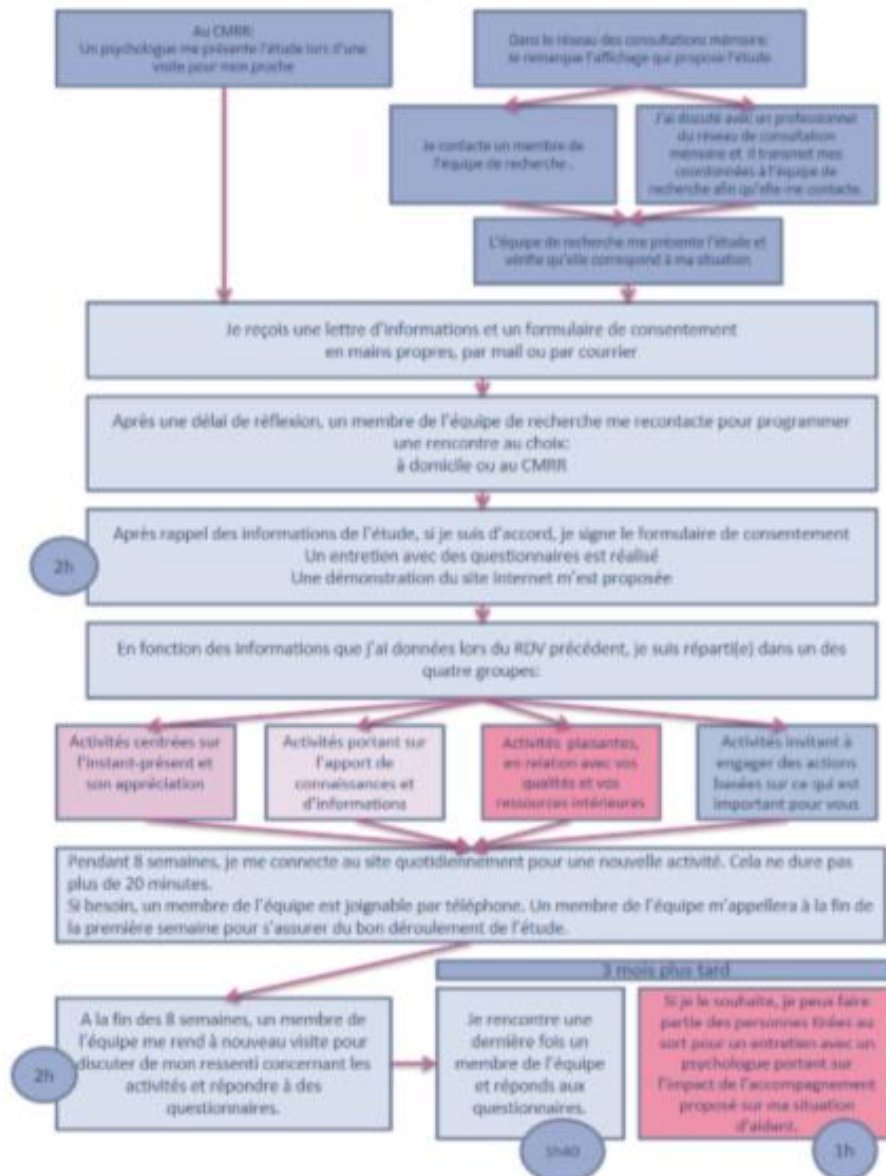 Au CMRR:
Un psychologue me présente l'étude lors d'une
visite pour mon proche
Dans le réseau des consultations mémoire:
Je remarque l'affichage qui propose l'étude
Je contacte un membre de
l'équipe de recherche .
J'ai discuté avec un professionnel
du réseau de consultation
mémoire et il transmet mes
coordonnées à l'équipe de
recherche afin qu'elle me contacte.
L'équipe de recherche me présente l'étude et
vérifie qu'elle correspond à ma situation
Je reçois une lettre d'informations et un formulaire de consentement
en mains propres, par mail ou par courrier
Après une délai de réflexion, un membre de l'équipe de recherche me recontacte pour programmer
une rencontre au choix:
à domicile ou au CMRR
2h
Après rappel des informations de l'étude, si je suis d'accord, je signe le formulaire de consentement
Un entretien avec des questionnaires est réalisé
Une démonstration du site Internet m'est proposée
En fonction des informations que j'ai données lors du RDV précédent, je suis réparti(e) dans un des
quatre groupes:
Activités centrées sur
l'instant-présent et
son appréciation
Activités portant sur
l'apport de
connaissances et
d'informations
Activités plaisantes,
en relation avec vos
qualités et vos
ressources intérieures
Activités invitant à
engager des actions
basées sur ce qui est
important pour vous
Pendant 8 semaines, je me connecte au site quotidiennement pour une nouvelle activité. Cela ne dure pas
plus de 20 minutes.
Si besoin, un membre de l'équipe est joignable par téléphone. Un membre de l'équipe m'appellera à la fin de
la première semaine pour s'assurer du bon déroulement de l'étude.
3 mois plus tard
A la fin des 8 semaines, un membre de
l'équipe me rend à nouveau visite pour
discuter de mon ressenti concernant les
activités et répondre à des
questionnaires.
2h
Je rencontre une
dernière fois un
membre de l'équipe
et réponds aux
questionnaires.
1h40
Si je le souhaite, je peux faire
partie des personnes tirées au
sort pour un entretien avec un
psychologue portant sur
l'impact de l'accompagnement
proposé sur ma situation
d'aidant.
1h